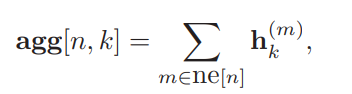 agg[n, k] = ∑_{m∈ne[n]} h_k^{(m)},